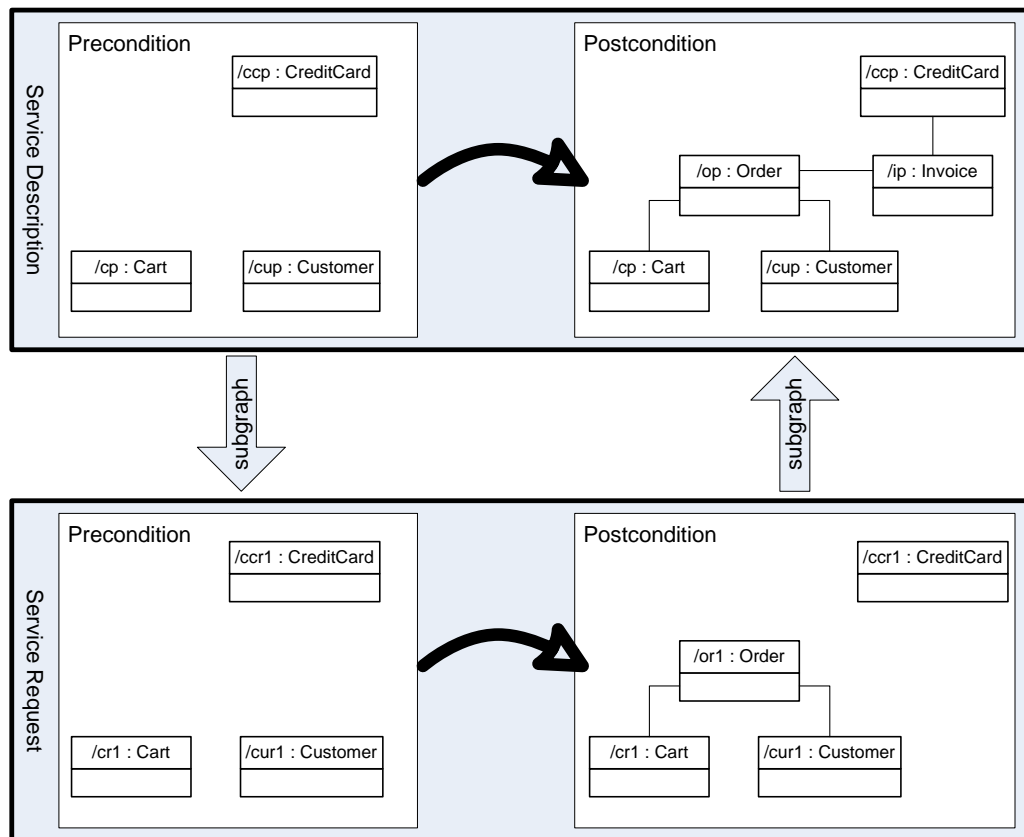 Service Description
Precondition
/ccp : CreditCard
/cp : Cart
/cup : Customer
Postcondition
/ccp : CreditCard
/op : Order
/ip : Invoice
/cp : Cart
/cup : Customer
subgraph
subgraph
Service Request
Precondition
/ccr1 : CreditCard
/cr1 : Cart
/cur1 : Customer
Postcondition
/ccr1 : CreditCard
/or1 : Order
/cr1 : Cart
/cur1 : Customer